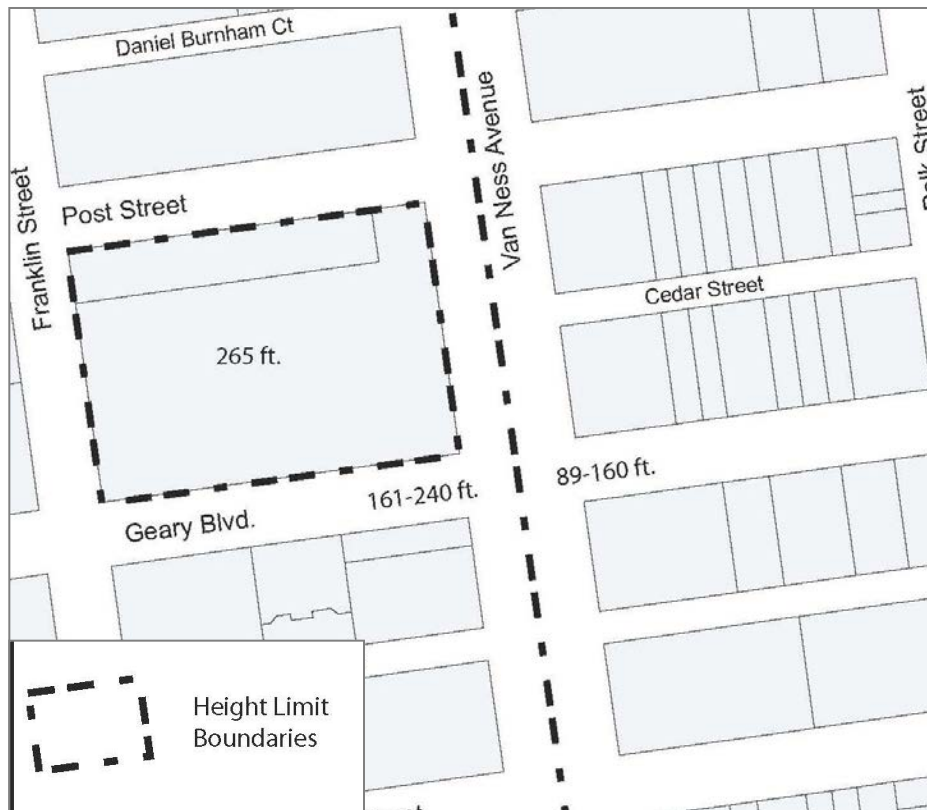 Daniel Burnham Ct
Van Ness Avenue
Franklin Street
Post Street
Cedar Street
265 ft.
89-160 ft.
161-240 ft.
Geary Blvd.
Height Limit
Boundaries
Street